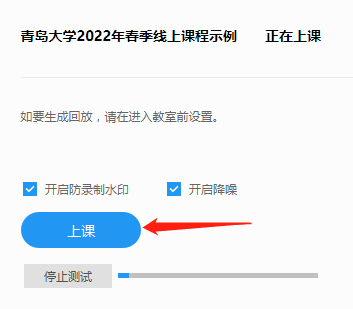 青岛大学2022年春季线上课程示例 正在上课
如要生成回放，请在进入教室前设置。
开启防录制水印 开启降噪
上课
停止测试